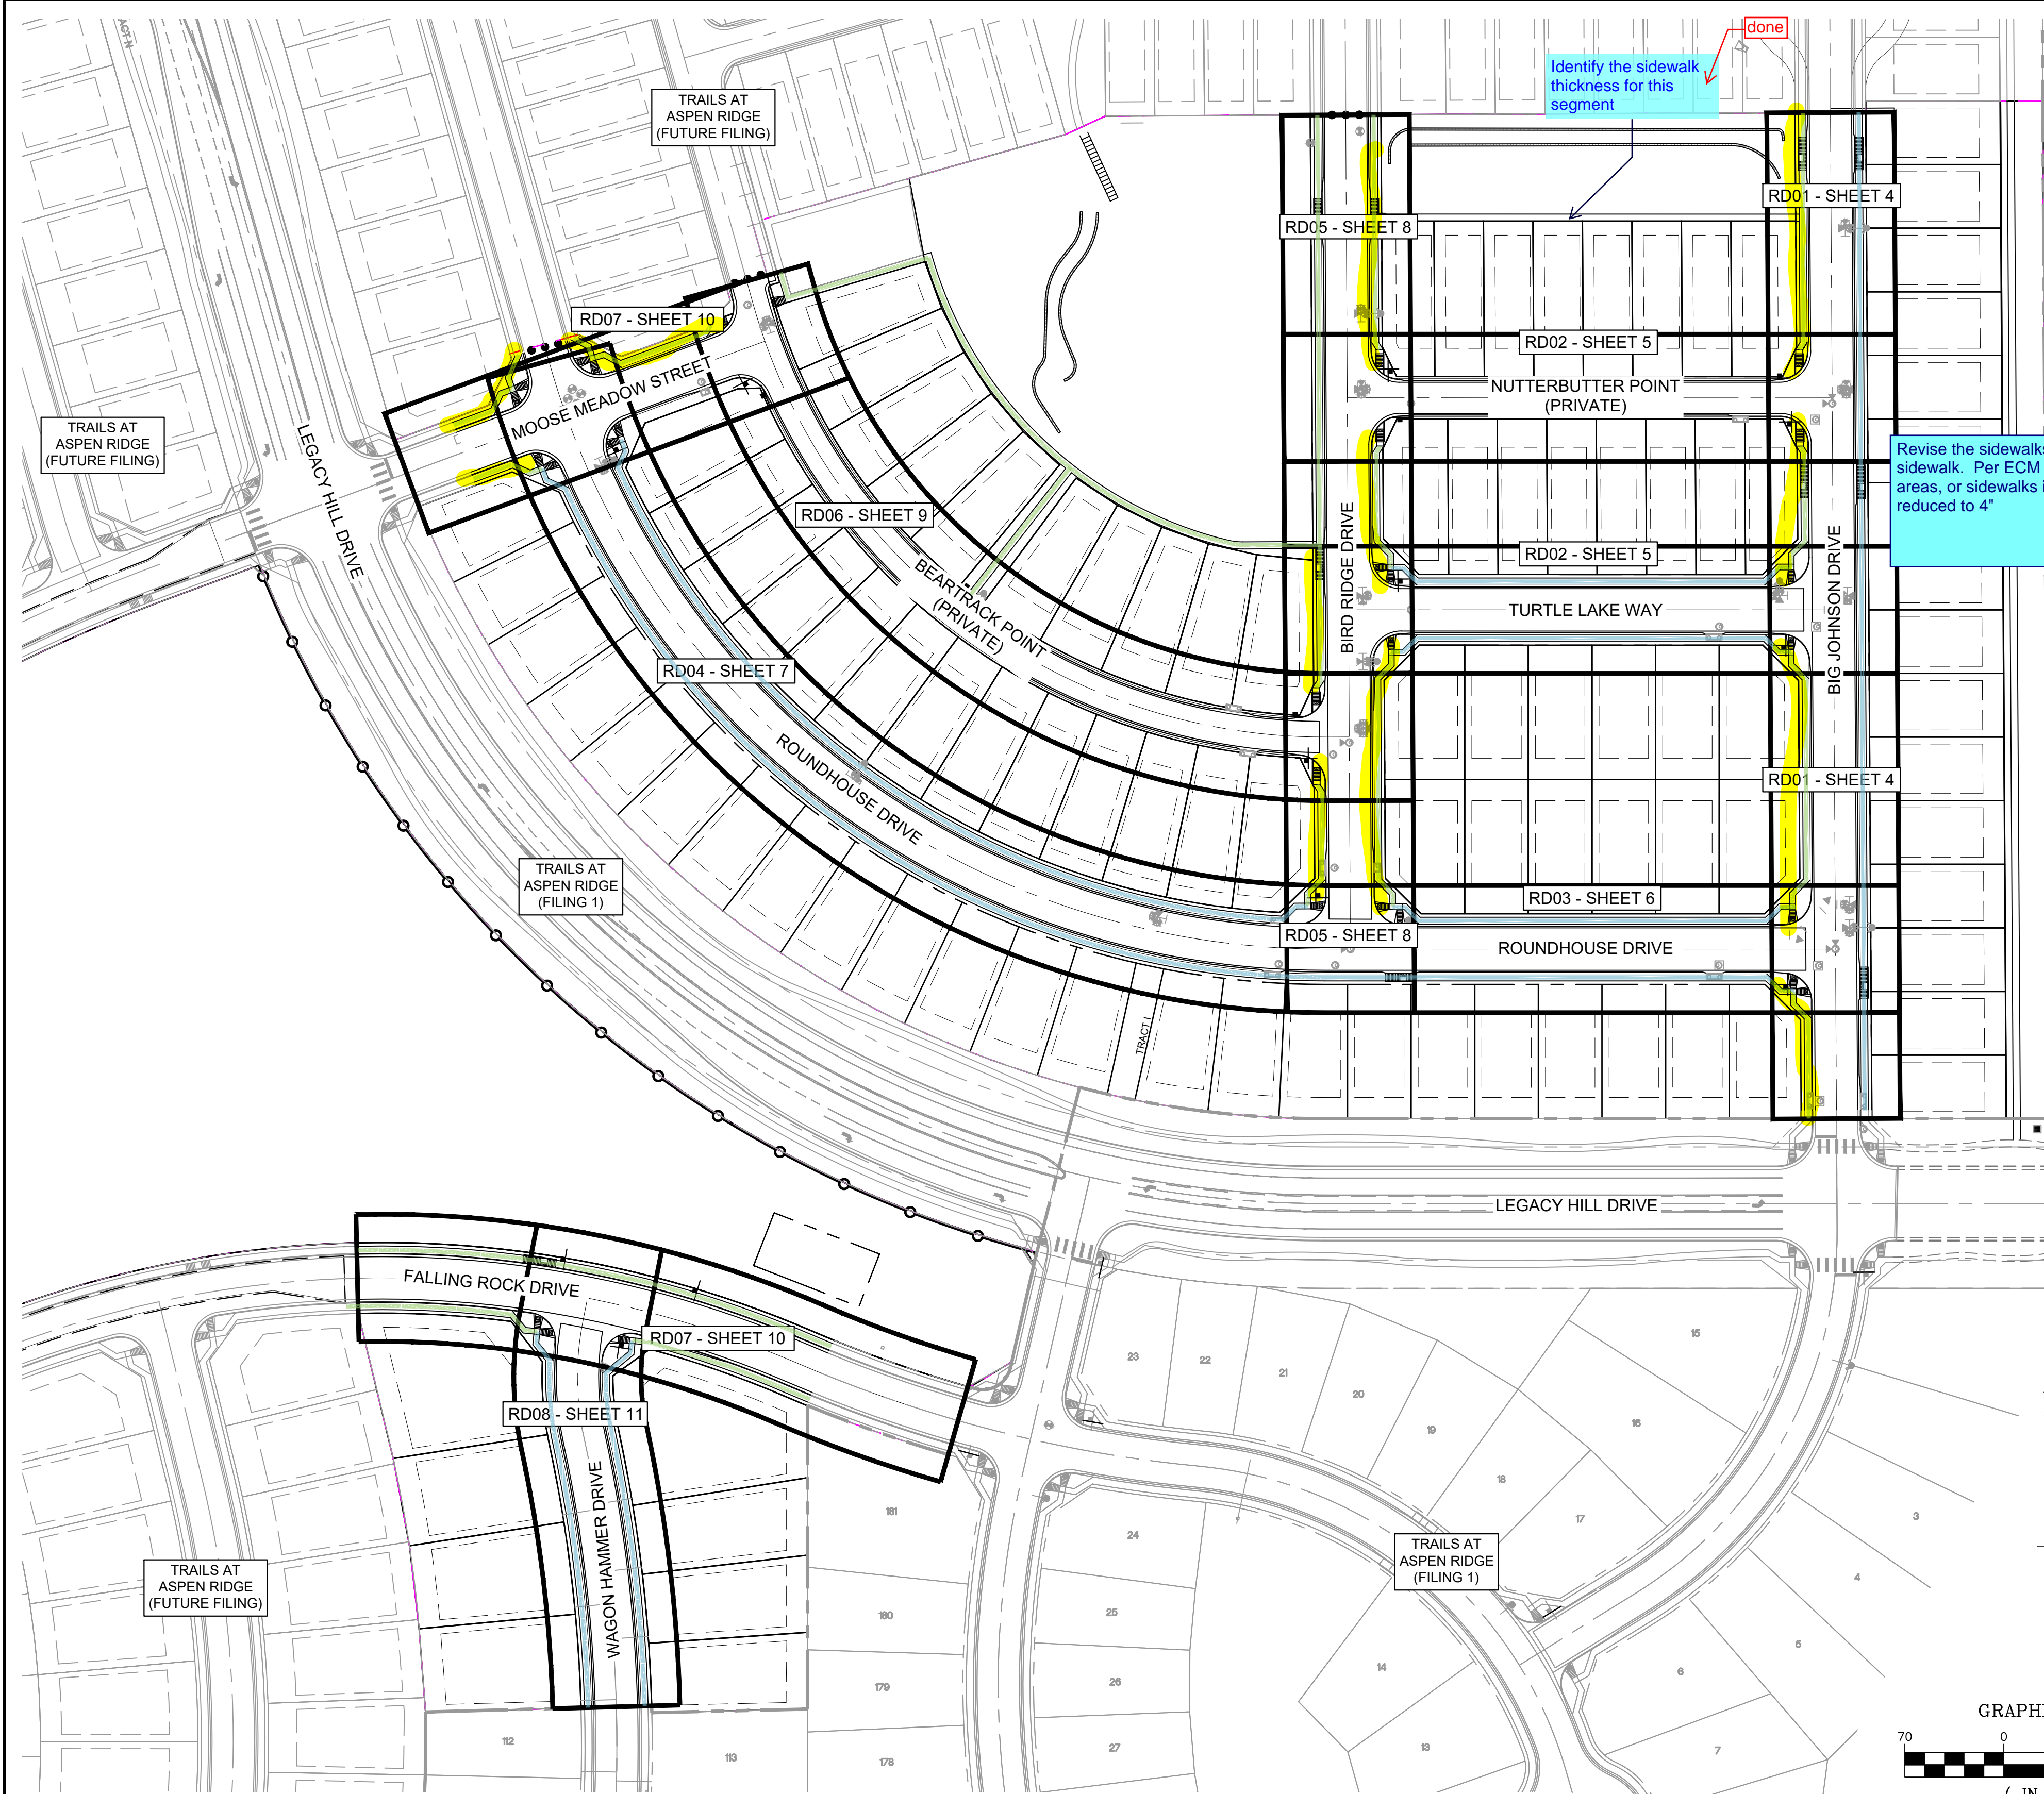 done
Identify the sidewalk
thickness for this
segment
ACT N
TRAILS AT
ASPEN RIDGE
(FUTURE FILING)
RD01 - SHEET 4
RD05 - SHEET 8
RD07 - SHEET 10
RD02 - SHEET 5
MOOSE MEADOW STREET
NUTTERBUTTER POINT
(PRIVATE)
TRAILS AT
ASPEN RIDGE
(FUTURE FILING)
LEGACY HILL DRIVE
Revise the sidewalks
sidewalk. Per ECM
areas, or sidewalks i
reduced to 4"
RD06 - SHEET 9
RD02 - SHEET 5
BIRD RIDGE DRIVE
BIG JOHNSON DRIVE
BEARTRACK POINT
(PRIVATE)
TURTLE LAKE WAY
RD04 - SHEET 7
ROUNDHOUSE DRIVE
RD01 - SHEET 4
TRAILS AT
ASPEN RIDGE
(FILING 1)
RD03 - SHEET 6
RD05 - SHEET 8
ROUNDHOUSE DRIVE
TRACT I
LEGACY HILL DRIVE
FALLING ROCK DRIVE
RD07 - SHEET 10
15
23
22
21
20
19
16
RD08 - SHEET 11
18
17
181
24
3
WAGON HAMMER DRIVE
TRAILS AT
ASPEN RIDGE
(FILING 1)
TRAILS AT
ASPEN RIDGE
(FUTURE FILING)
4
180
25
5
14
6
179
26
GRAPHI
70
0
112
113
178
27
13
7
( IN